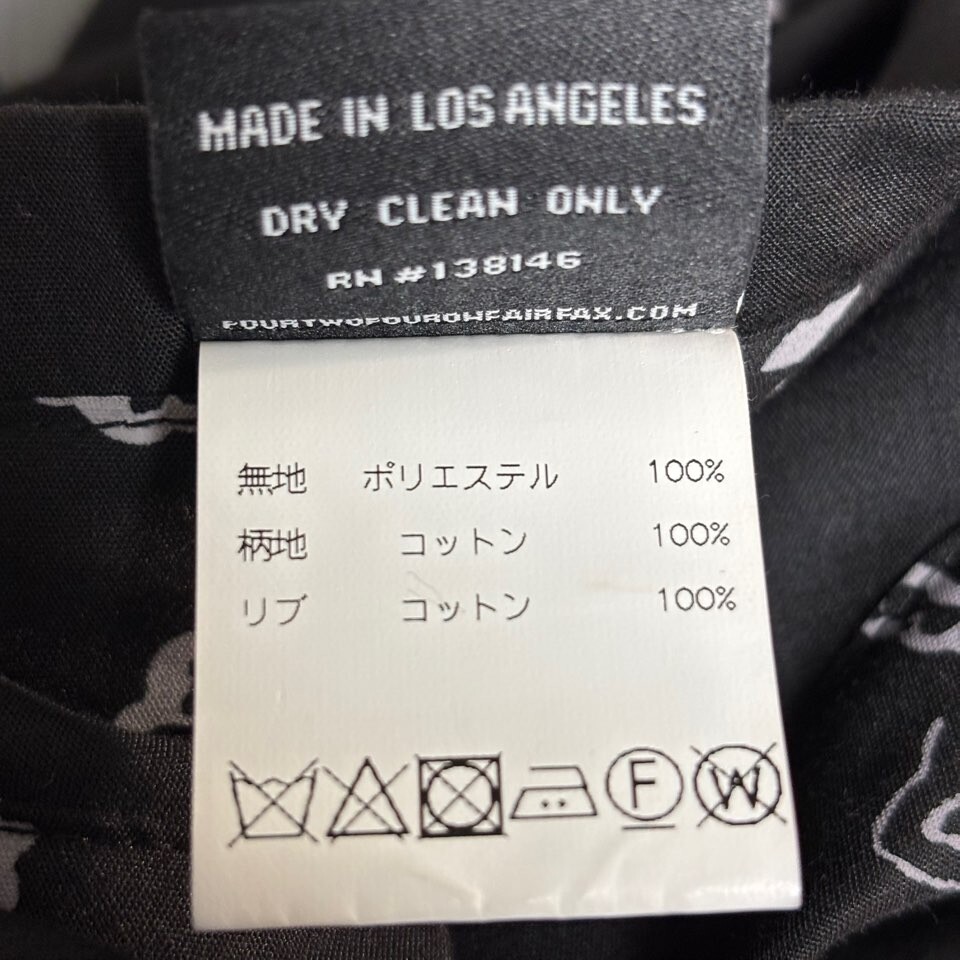 MADE IN LOS ANGELES
DRY CLEAN ONLY
RN #138146
FOURTWOFOURONFAIRFAX.COM
無地 ポリエステル 100%
柄地 コットン 100%
リブ コットン 100%
F W